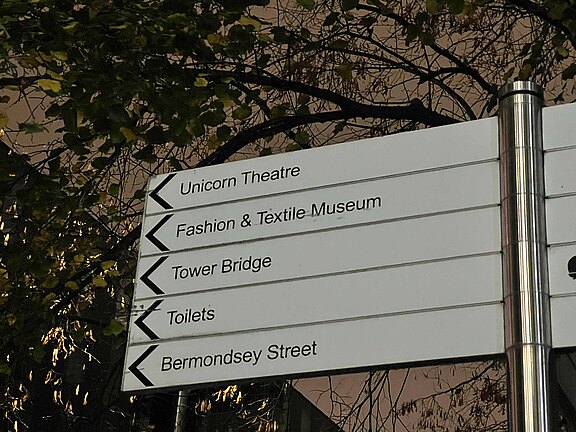 Unicorn Theatre
Fashion & Textile Museum
Tower Bridge
Toilets
Bermondsey Street